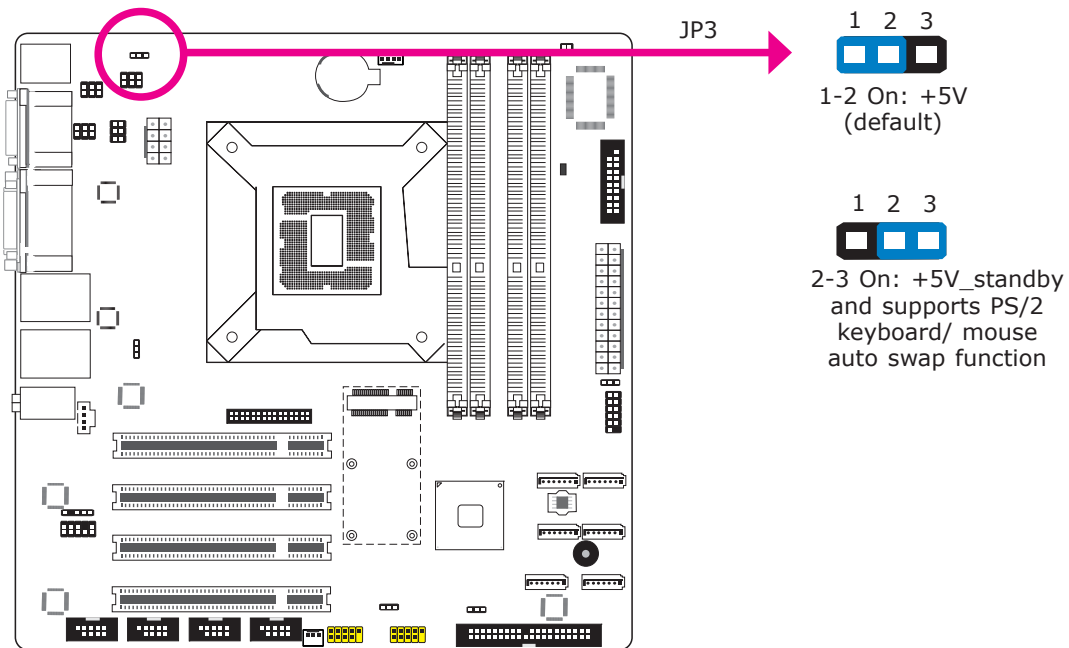 JP3
1 2 3
1-2 On: +5V
(default)
1 2 3
2-3 On: +5V_standby
and supports PS/2
keyboard/ mouse
auto swap function